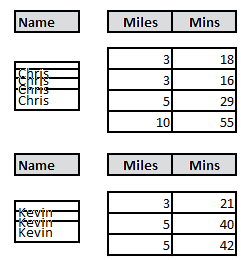 Name Miles Mins
Chris 3 18
Chris 3 16
Chris 5 29
Chris 10 55
Name Miles Mins
Kevin 3 21
Kevin 5 40
Kevin 5 42